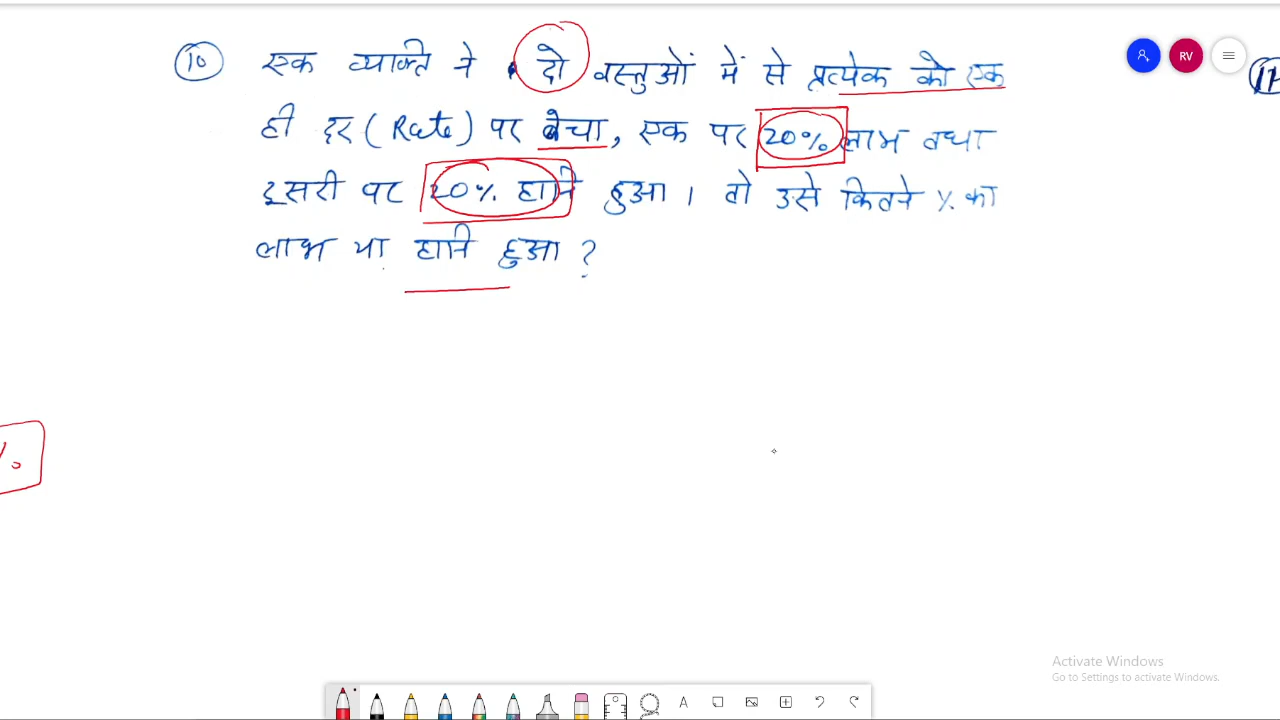 10 एक व्यक्ति ने दो वस्तुओं में से प्रत्येक को एक
ही दर (Rate) पर बेचा, एक पर 20% लाभ तथा
दूसरी पर 20% हानि हुआ। तो उसे कितने % का
लाभ या हानि हुआ ?
RV
%
Activate Windows
Go to Settings to activate Windows.